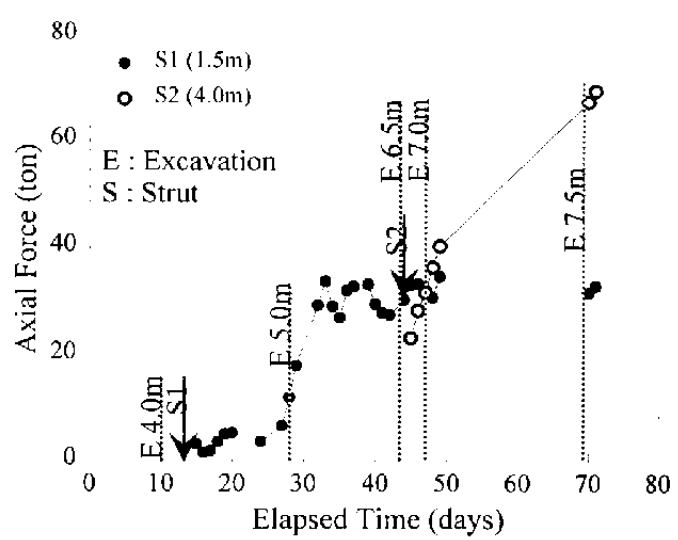 80
S1 (1.5m)
S2 (4.0m)
60
E : Excavation
S : Strut
40
20
0
Axial Force (ton)
E 4.0m
S1
E 5.0m
E 6.5m
S2
E 7.0m
E 7.5m
0 10 20 30 40 50 60 70 80
Elapsed Time (days)